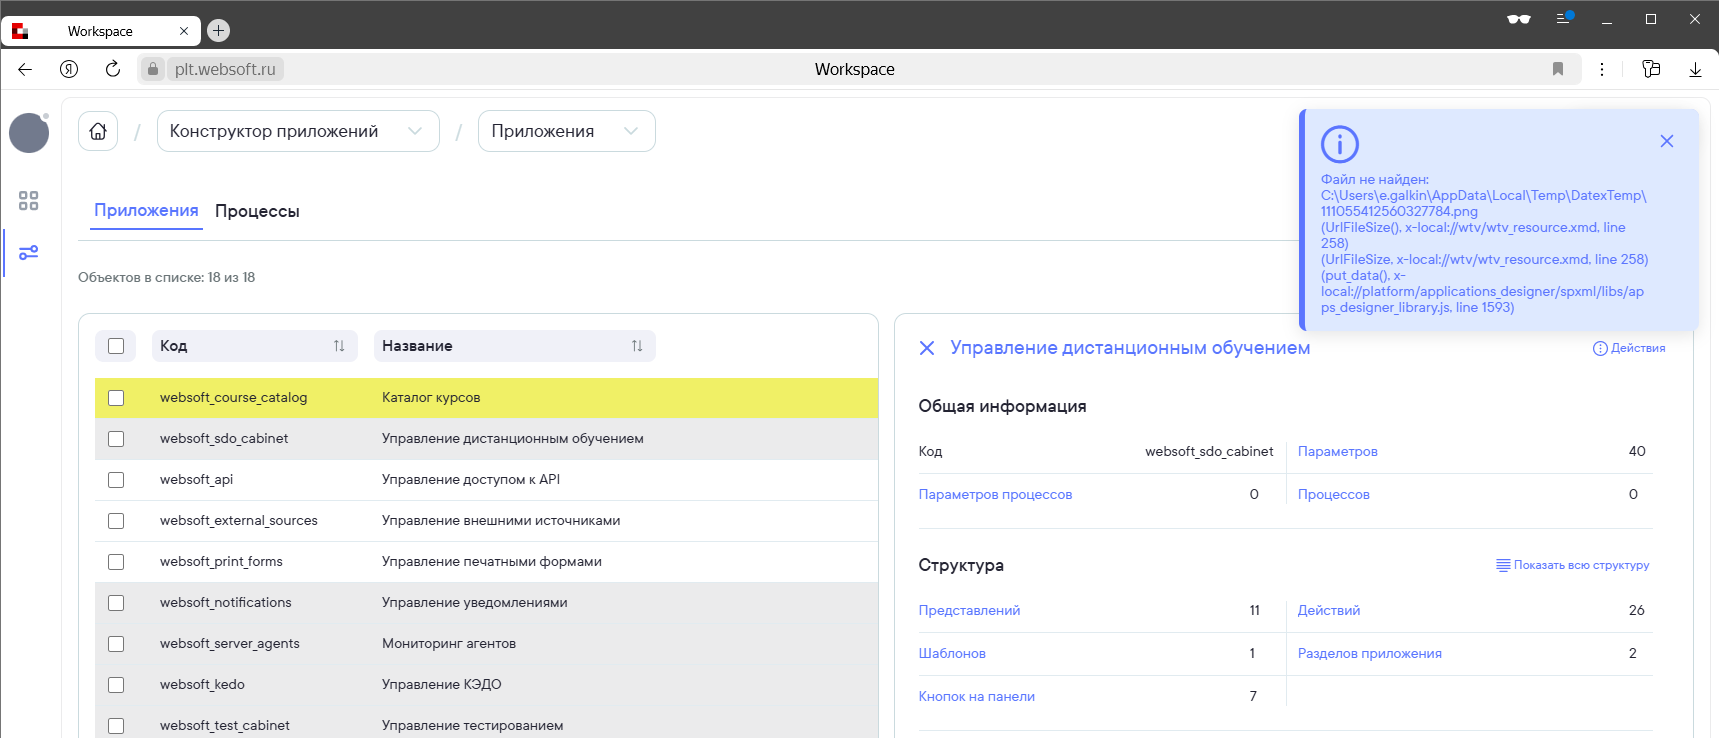 Workspace
Я
plt.websoft.ru
Workspace
/
Конструктор приложений
/
Приложения
Файл не найден:
C:\Users\e.galkin\AppData\Local\Temp\DatexTemp\
111055412560327784.png
(UrlFileSize(), x-local://wtv/wtv_resource.xmd, line
258)
(UrlFileSize, x-local://wtv/wtv_resource.xmd, line 258)
(put_data(), x-
local://platform/applications_designer/spxml/libs/ap
ps_designer_library.js, line 1593)
Приложения
Процессы
Объектов в списке: 18 из 18
Код
Название
websoft_course_catalog
Каталог курсов
websoft_sdo_cabinet
Управление дистанционным обучением
websoft_api
Управление доступом к API
websoft_external_sources
Управление внешними источниками
websoft_print_forms
Управление печатными формами
websoft_notifications
Управление уведомлениями
websoft_server_agents
Мониторинг агентов
websoft_kedo
Управление КЭДО
websoft_test_cabinet
Управление тестированием
Управление дистанционным обучением
Действия
Общая информация
Код
websoft_sdo_cabinet
Параметров
40
Параметров процессов
0
Процессов
0
Структура
Показать всю структуру
Представлений
11
Действий
26
Шаблонов
1
Разделов приложения
2
Кнопок на панели
7